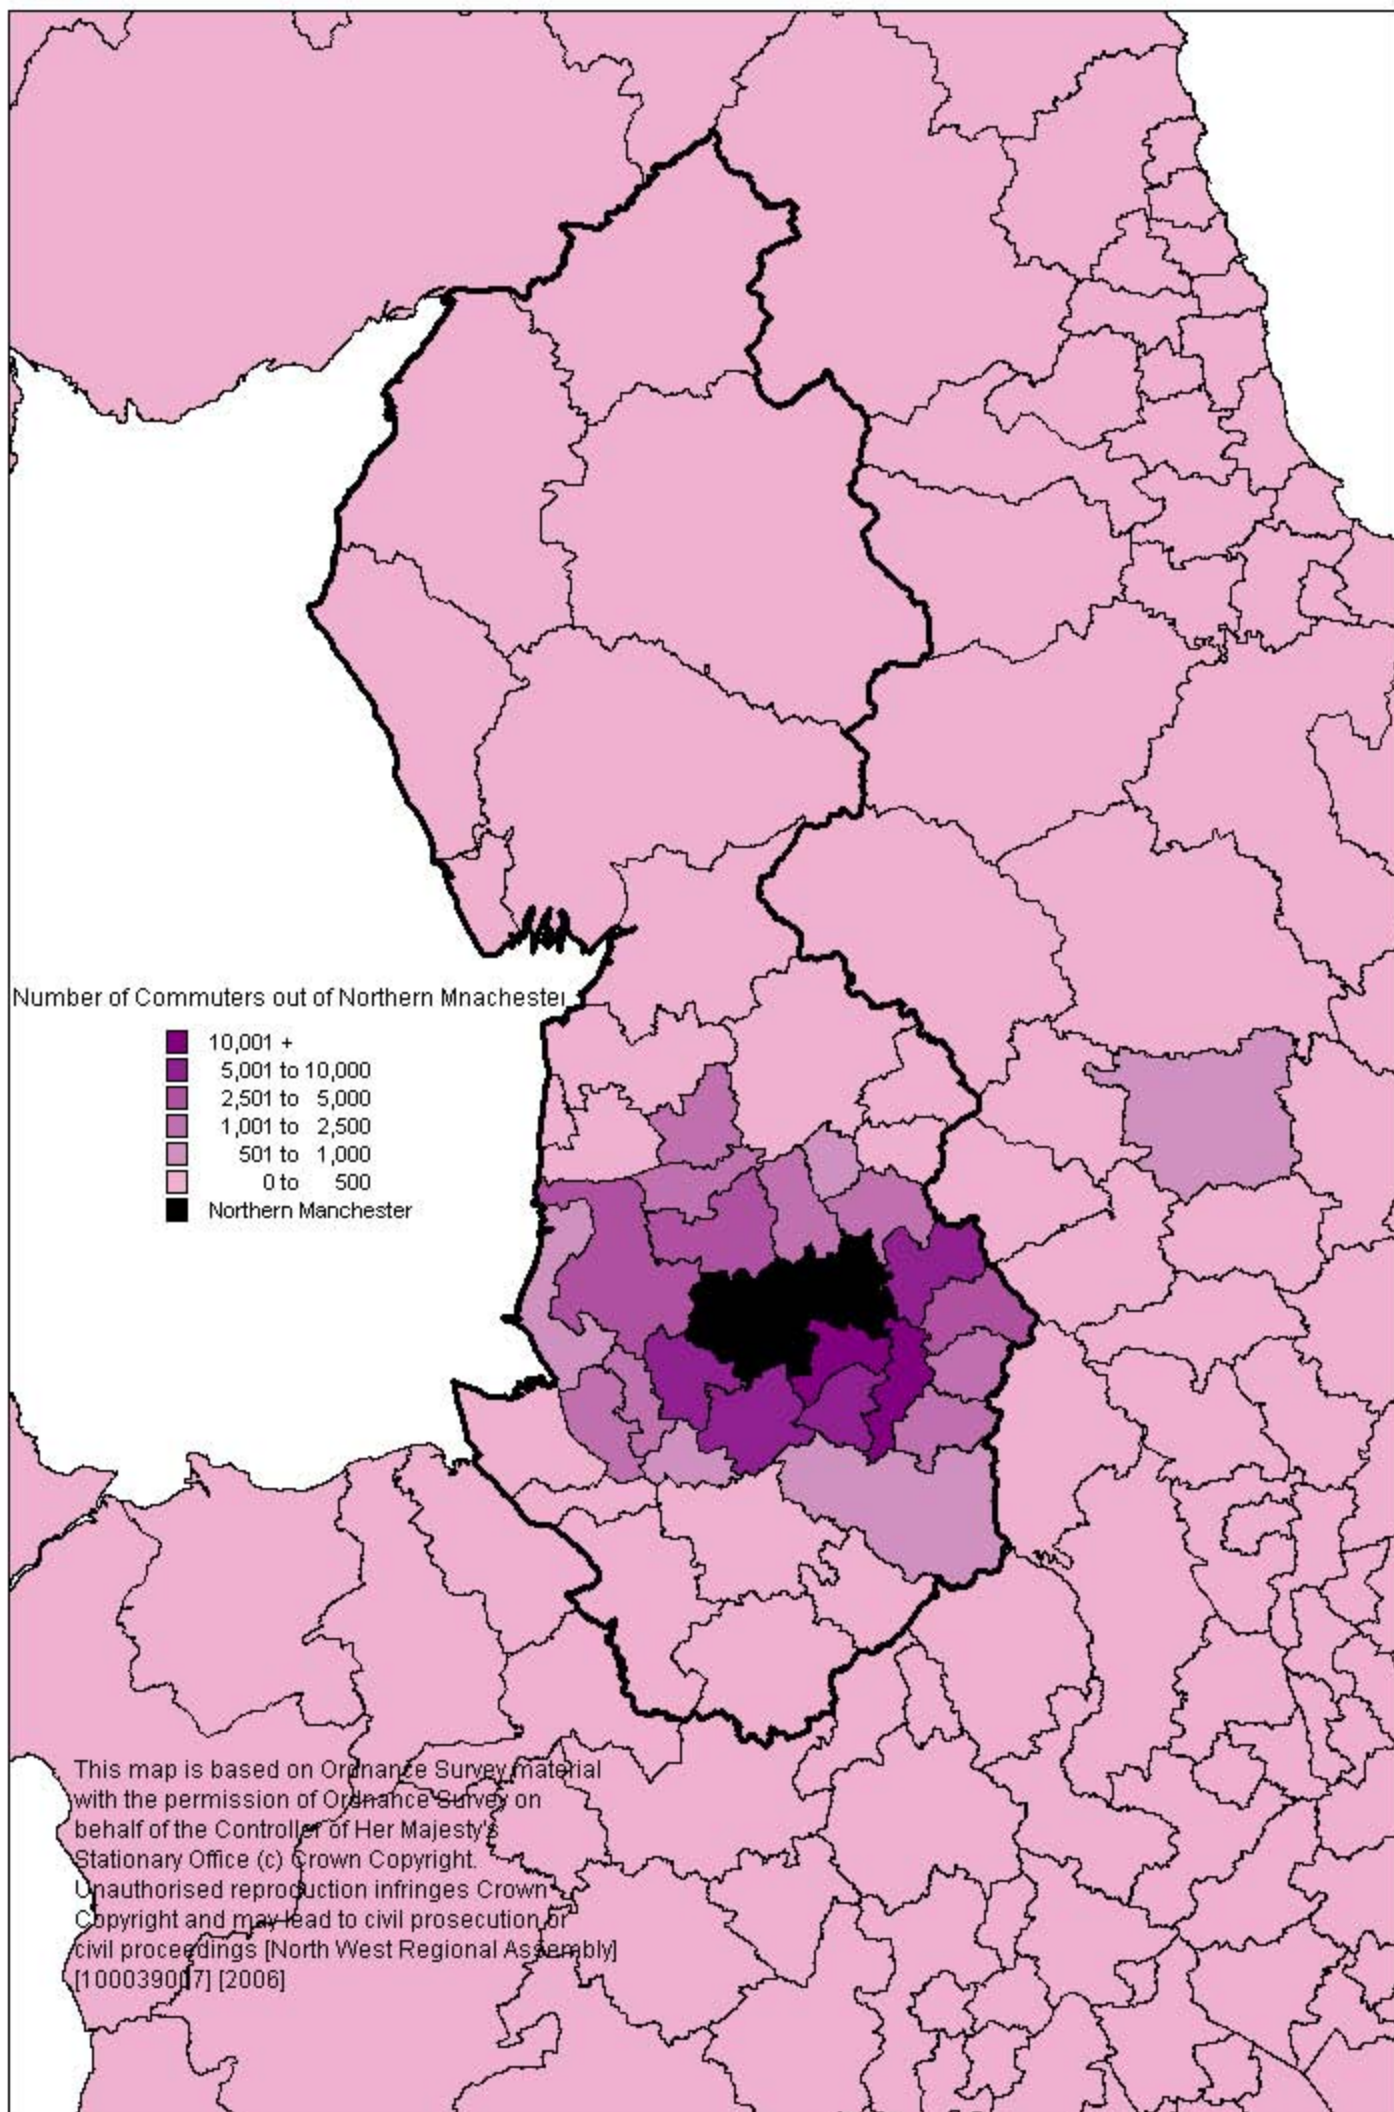 Number of Commuters out of Northern Mnachester
10,001 +
5,001 to 10,000
2,501 to 5,000
1,001 to 2,500
501 to 1,000
0 to 500
Northern Manchester
This map is based on Ordnance Survey material
with the permission of Ordnance Survey on
behalf of the Controller of Her Majesty's
Stationary Office (c) Crown Copyright.
Unauthorised reproduction infringes Crown
Copyright and may lead to civil prosecution or
civil proceedings [North West Regional Assembly]
[100039007] [2006]